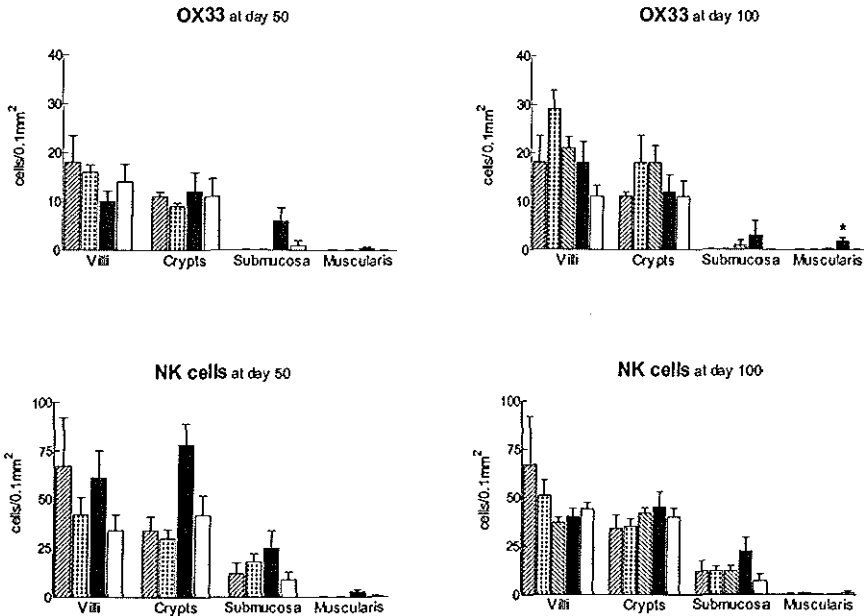 OX33 at day 50
40
30
20
10
0
cells/0.1mm²
Villi Crypts Submucosa Muscularis
OX33 at day 100
40
30
20
10
0
cells/0.1mm²
*
Villi Crypts Submucosa Muscularis
NK cells at day 50
100
75
50
25
0
cells/0.1mm²
Villi Crypts Submucosa Muscularis
NK cells at day 100
100
75
50
25
0
cells/0.1mm²
Villi Crypts Submucosa Muscularis